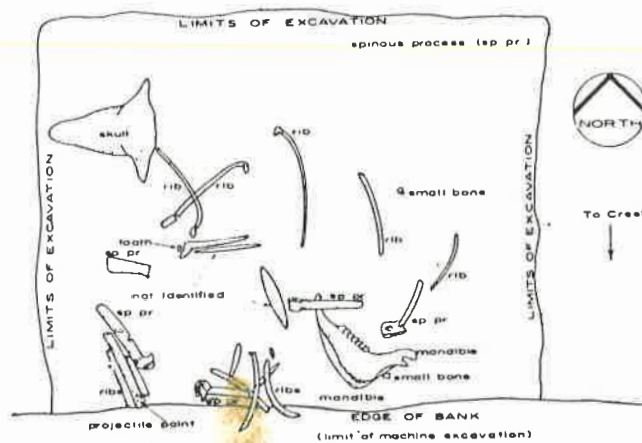 LIMITS OF EXCAVATION
spinous process (sp pr)
skull
rib
NORTH
rib
rib
small bone
LIMITS OF EXCAVATION
LIMITS OF EXCAVATION
To Creek
tooth
rib
sp pr
rib
not identified
sp pr
sp pr
sp pr
mandible
ribs
ribs
small bone
sp pr
mandible
projectile point
EDGE OF BANK
(limit of machine excavation)